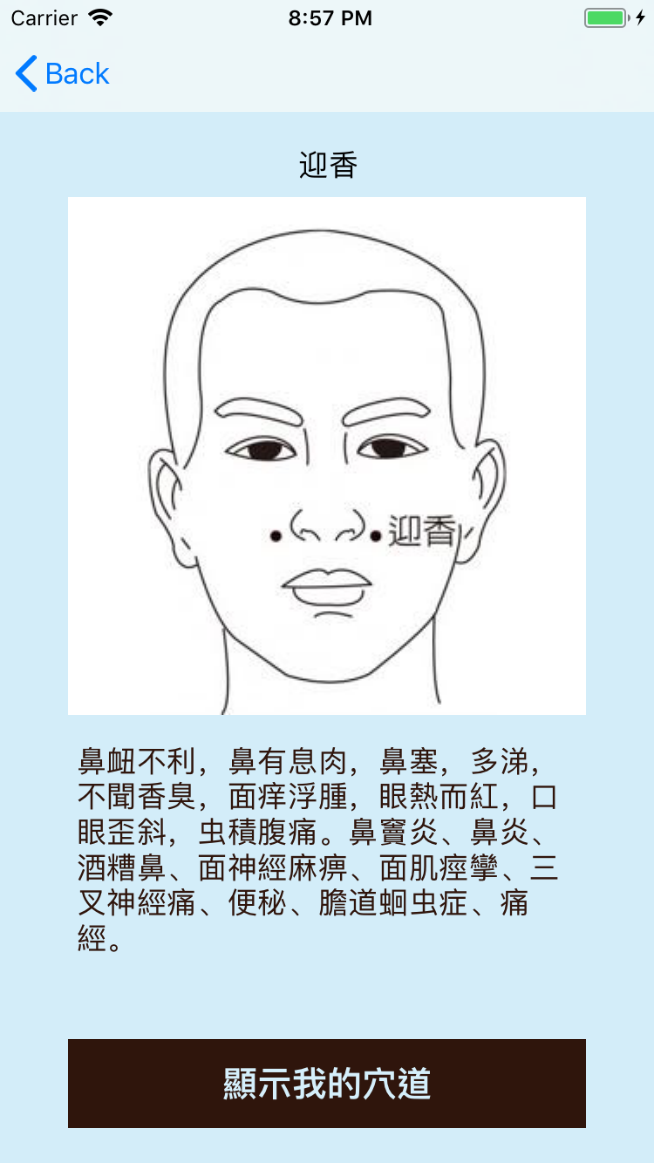 Carrier 8:57 PM
Back
迎香
迎香
鼻衄不利，鼻有息肉，鼻塞，多涕，
不聞香臭，面痒浮腫，眼熱而紅，口
眼歪斜，虫積腹痛。鼻竇炎、鼻炎、
酒糟鼻、面神經麻痹、面肌痙攣、三
叉神經痛、便秘、膽道蛔虫症、痛
經。
顯示我的穴道